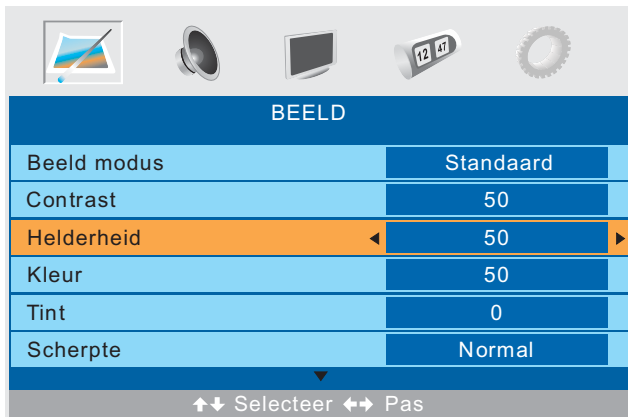 12 47
BEELD
Beeld modus Standaard
Contrast 50
Helderheid 50
Kleur 50
Tint 0
Scherpte Normal
Selecteer Pas